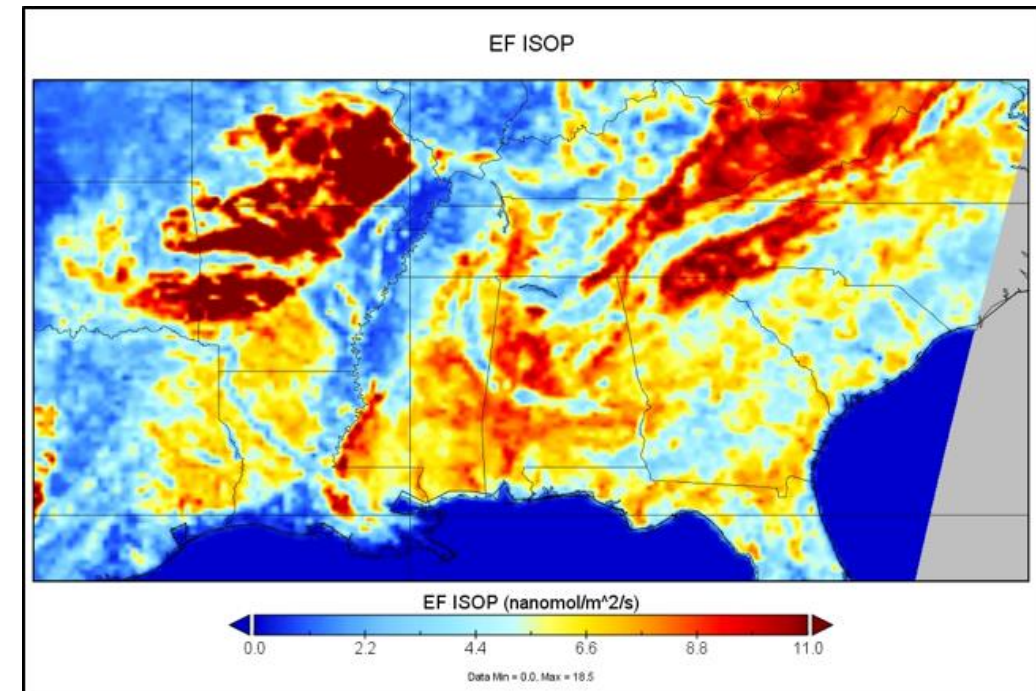 EF ISOP
EF ISOP (nanomol/m^2/s)
0.0 2.2 4.4 6.6 8.8 11.0
Data Min = 0.0, Max = 18.5